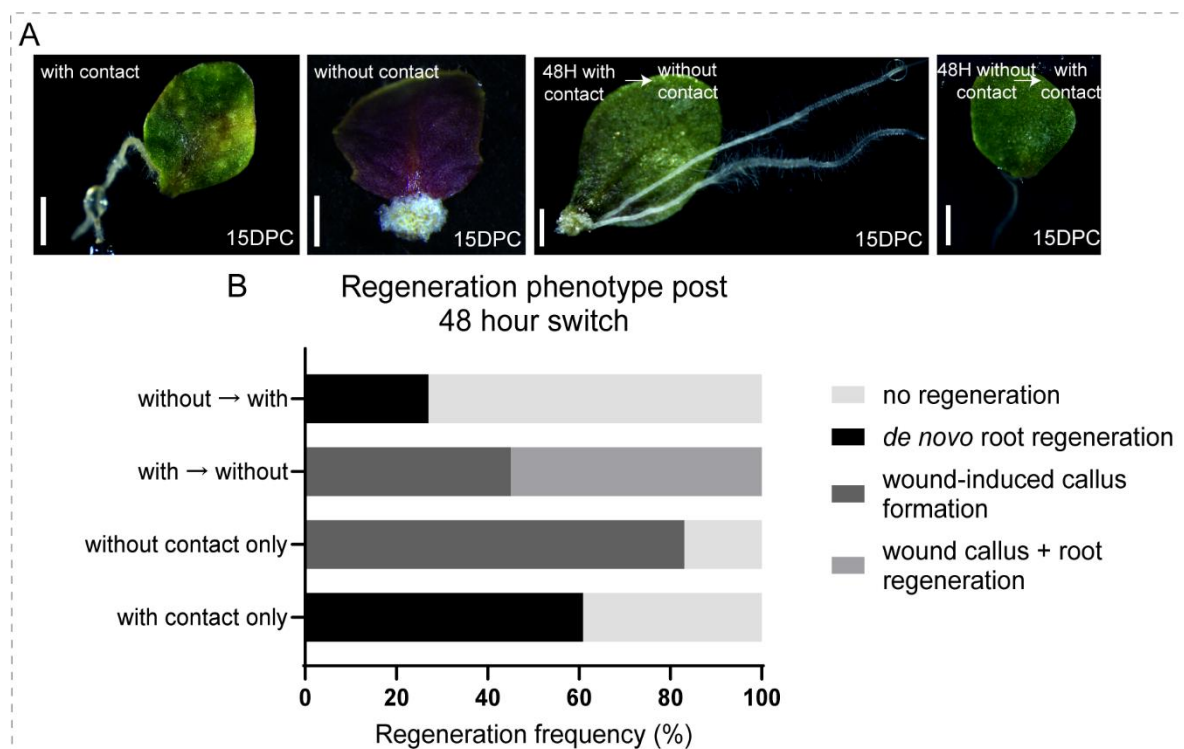 A
with contact
15DPC
without contact
15DPC
48H with → without
contact contact
15DPC
48H without → with
contact contact
15DPC
B
Regeneration phenotype post
48 hour switch
without → with
with → without
without contact only
with contact only
0 20 40 60 80 100
Regeneration frequency (%)
no regeneration
de novo root regeneration
wound-induced callus
formation
wound callus + root
regeneration